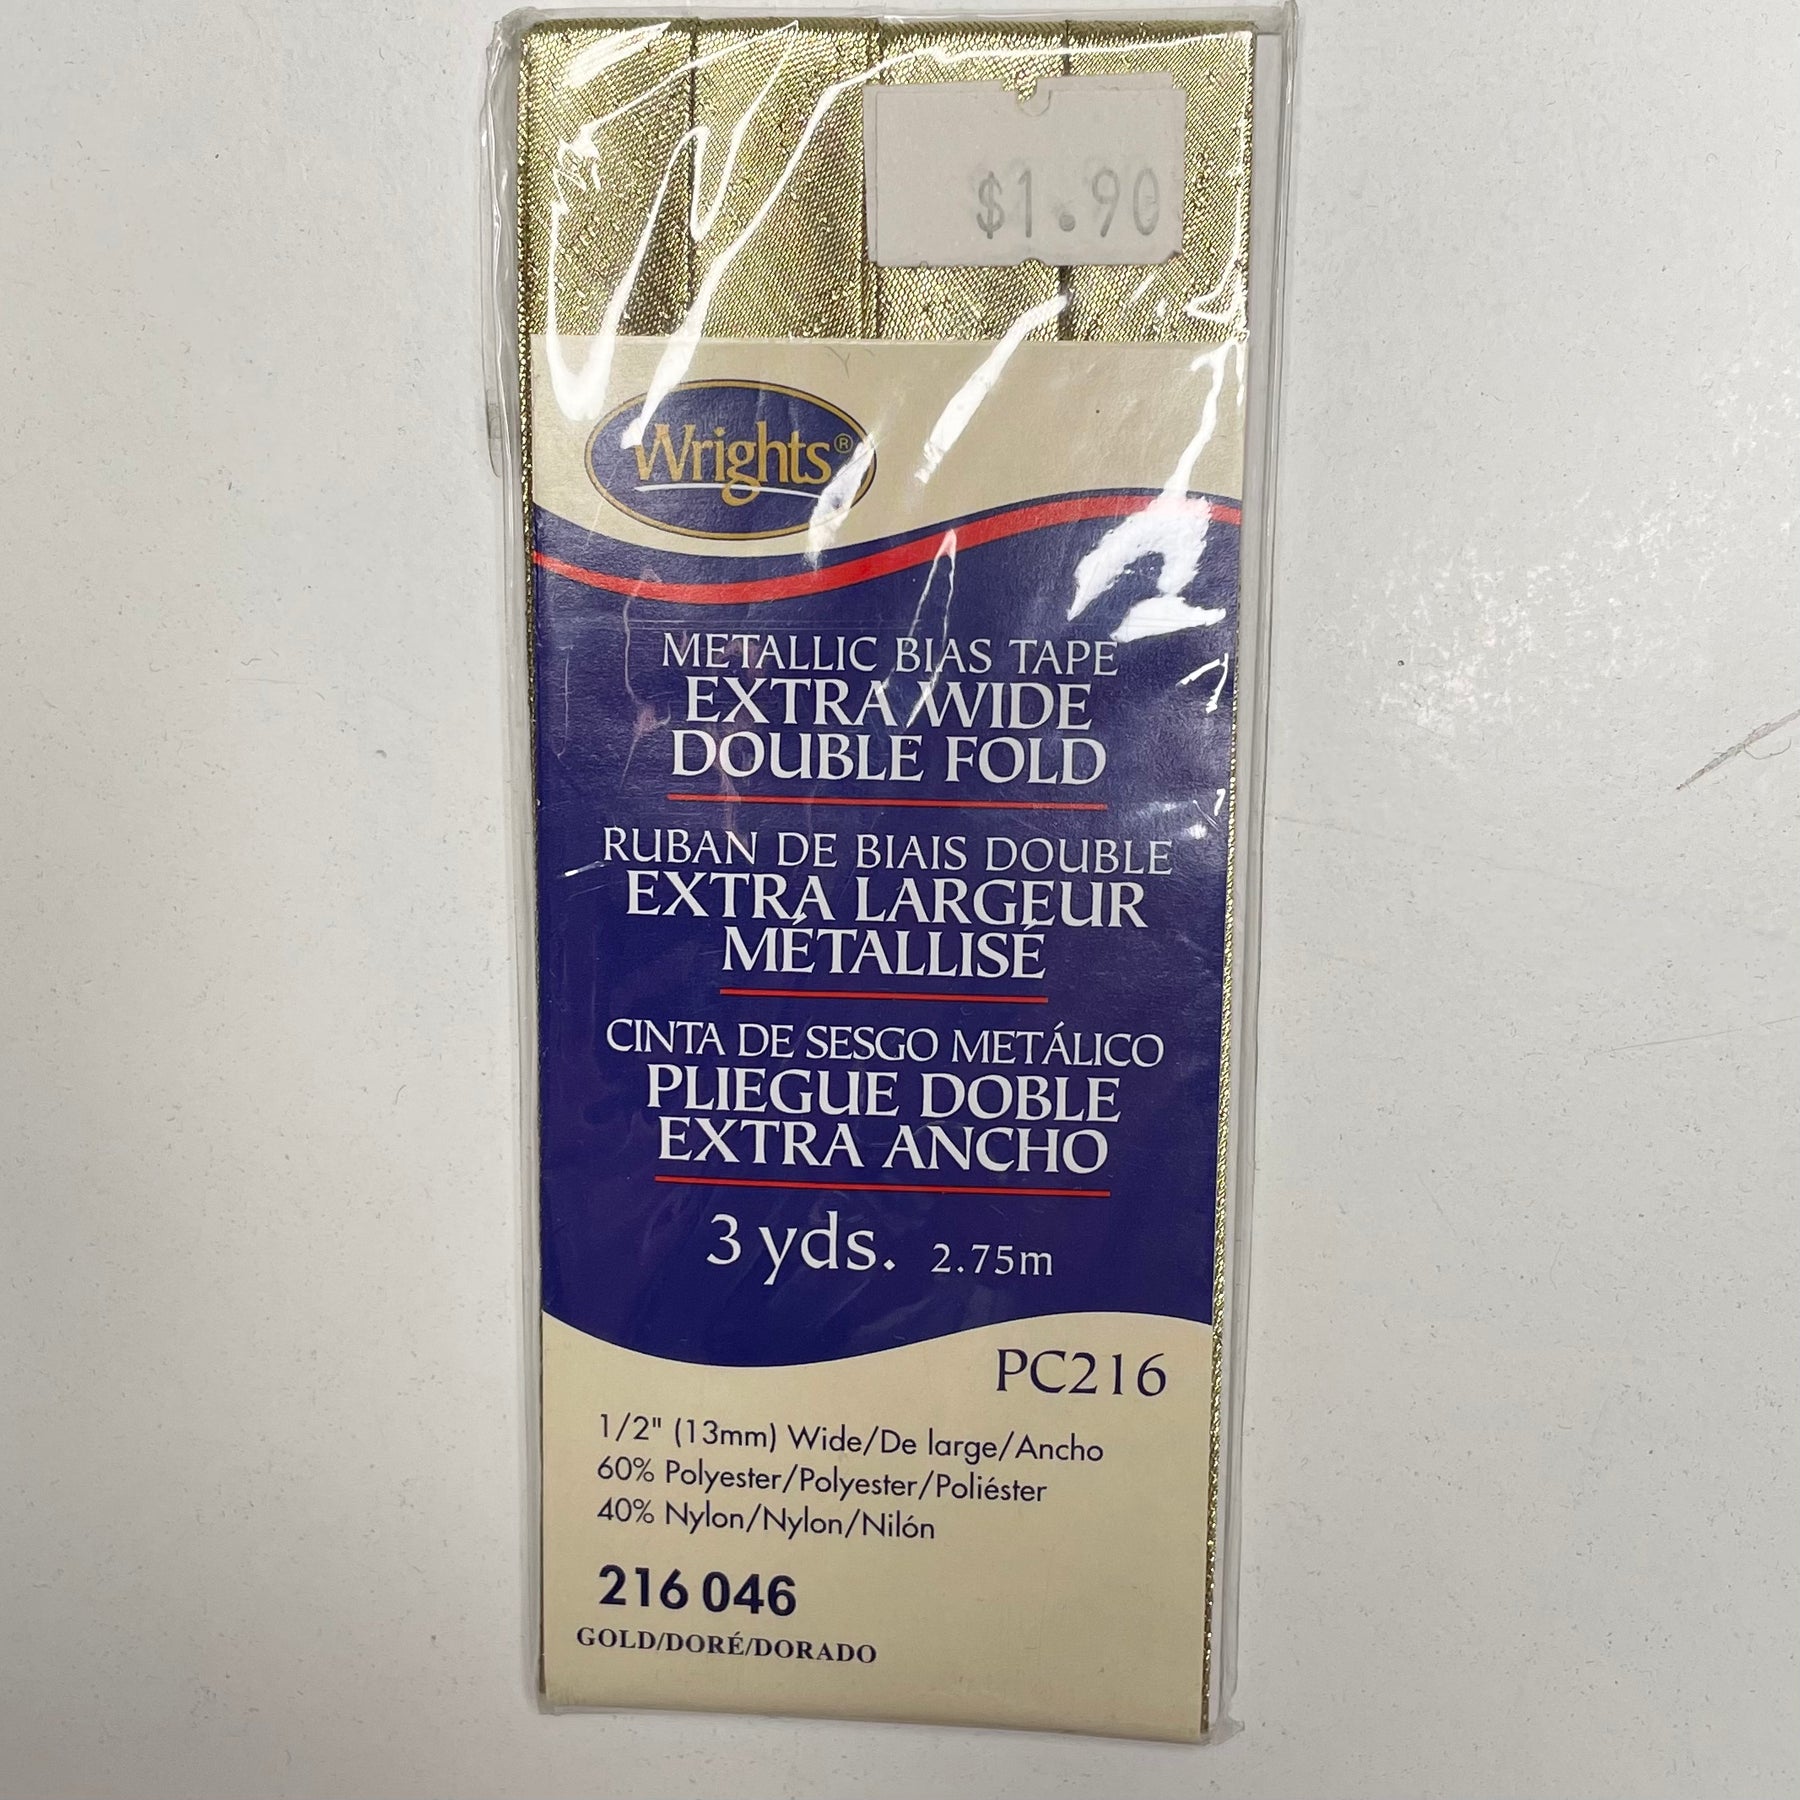 $1.90
Wrights®
METALLIC BIAS TAPE
EXTRA WIDE
DOUBLE FOLD
RUBAN DE BIAIS DOUBLE
EXTRA LARGEUR
MÉTALLISÉ
CINTA DE SESGO METÁLICO
PLIEGUE DOBLE
EXTRA ANCHO
3 yds. 2.75m
PC216
1/2" (13mm) Wide/De large/Ancho
60% Polyester/Polyester/Poliéster
40% Nylon/Nylon/Nilón
216 046
GOLD/DORÉ/DORADO